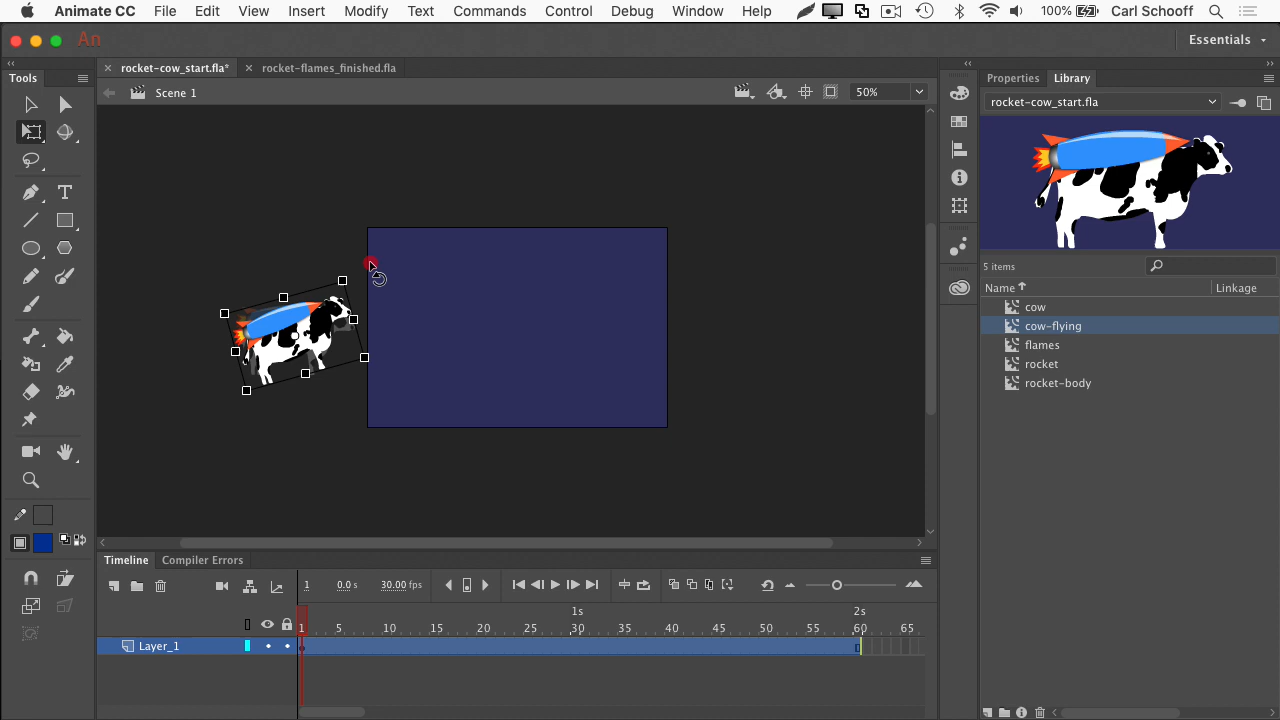 Animate CC File Edit View Insert Modify Text Commands Control Debug Window Help 100% Carl Schooff
An Essentials
Tools rocket-cow_start.fla* rocket-flames_finished.fla Properties Library
Scene 1 50% rocket-cow_start.fla
5 items
Name Linkage
cow
cow-flying
flames
rocket
rocket-body
Timeline Compiler Errors
1 0.0 s 30.00 fps
1s 2s
1 5 10 15 20 25 30 35 40 45 50 55 60 65
Layer_1